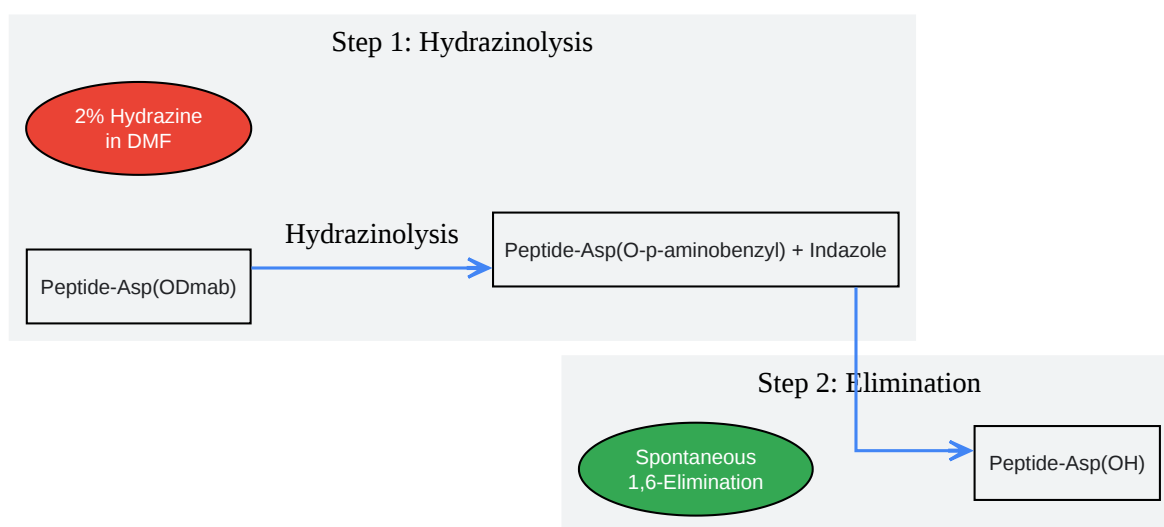 Step 1: Hydrazinolysis
2% Hydrazine
in DMF
Hydrazinolysis
Peptide-Asp(O-p-aminobenzyl) + Indazole
Peptide-Asp(ODmab)
Step 2: Elimination
Spontaneous
1,6-Elimination
Peptide-Asp(OH)